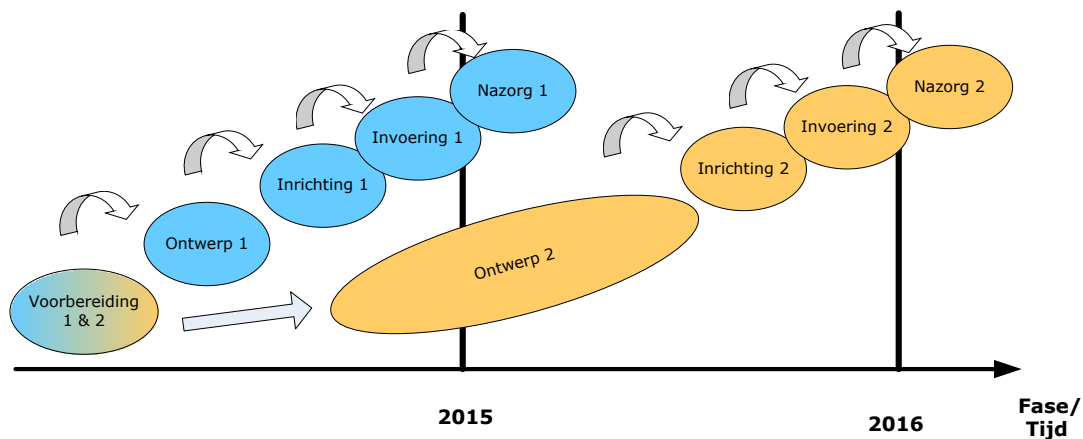 Nazorg 1
Nazorg 2
Invoering 1
Invoering 2
Inrichting 1
Inrichting 2
Ontwerp 1
Ontwerp 2
Voorbereiding
1 & 2
2015
2016
Fase/
Tijd